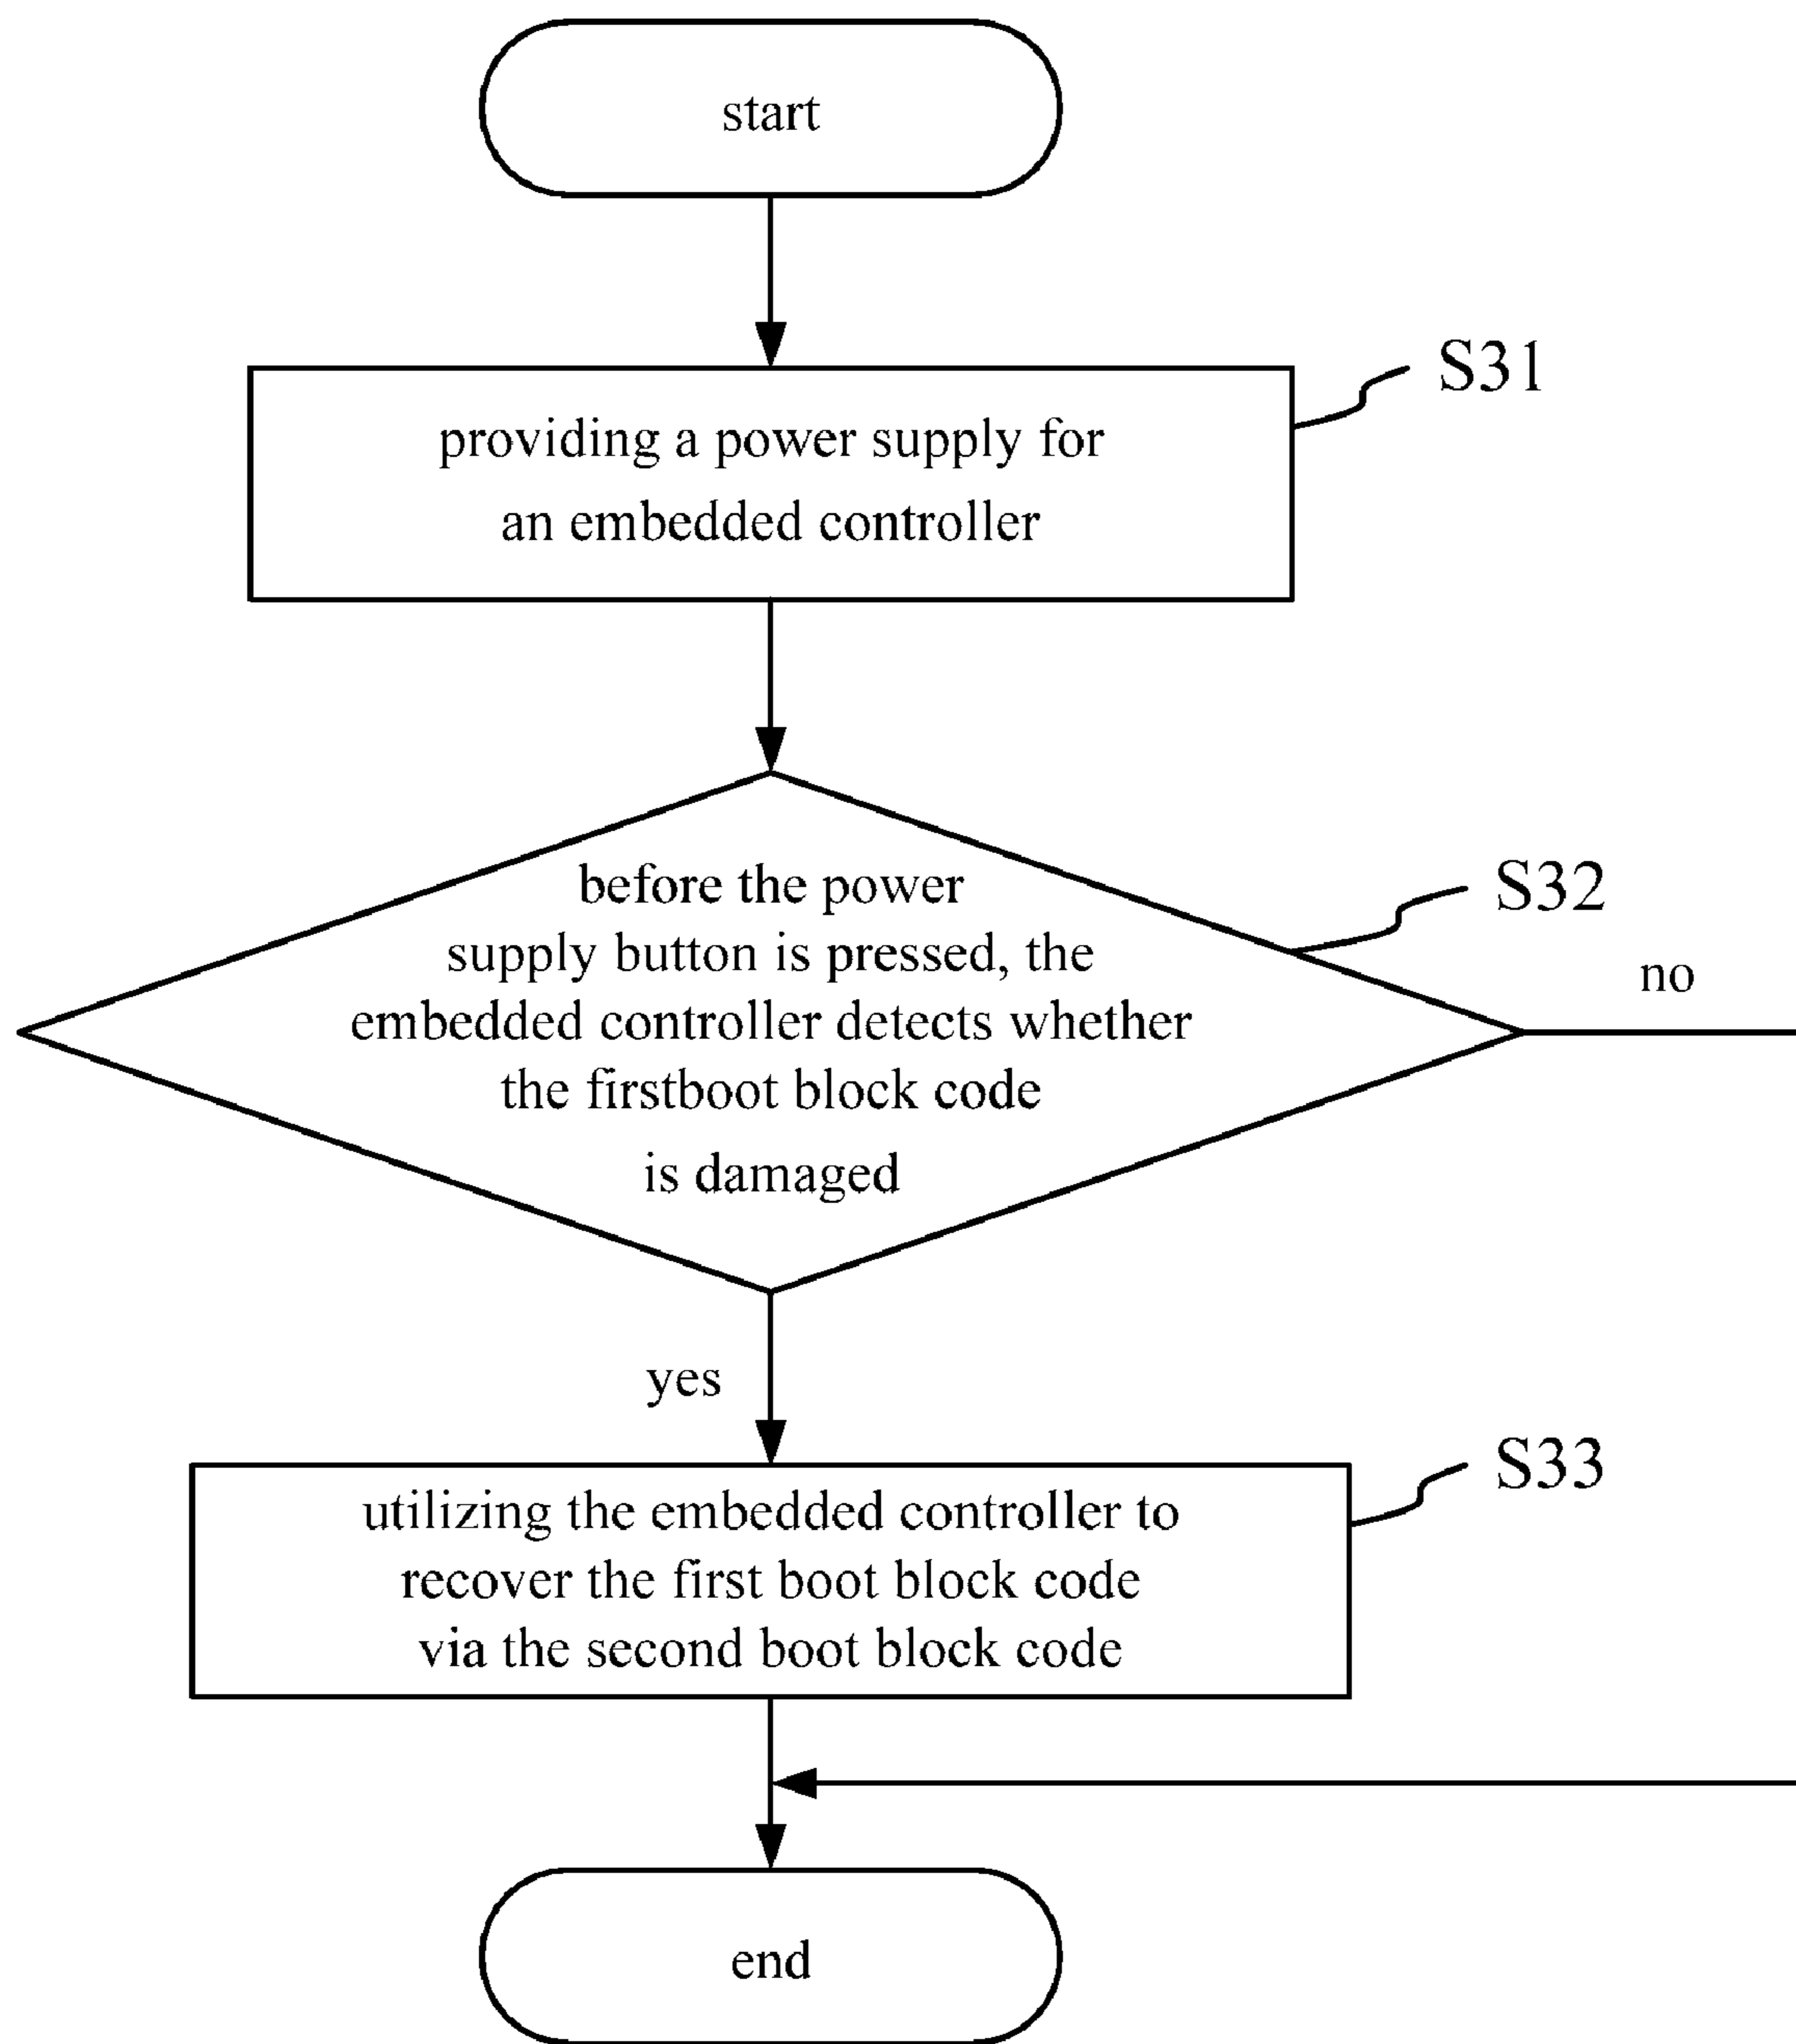 start
S31
providing a power supply for
an embedded controller
S32
before the power
supply button is pressed, the
embedded controller detects whether
the firstboot block code
is damaged
no
yes
S33
utilizing the embedded controller to
recover the first boot block code
via the second boot block code
end